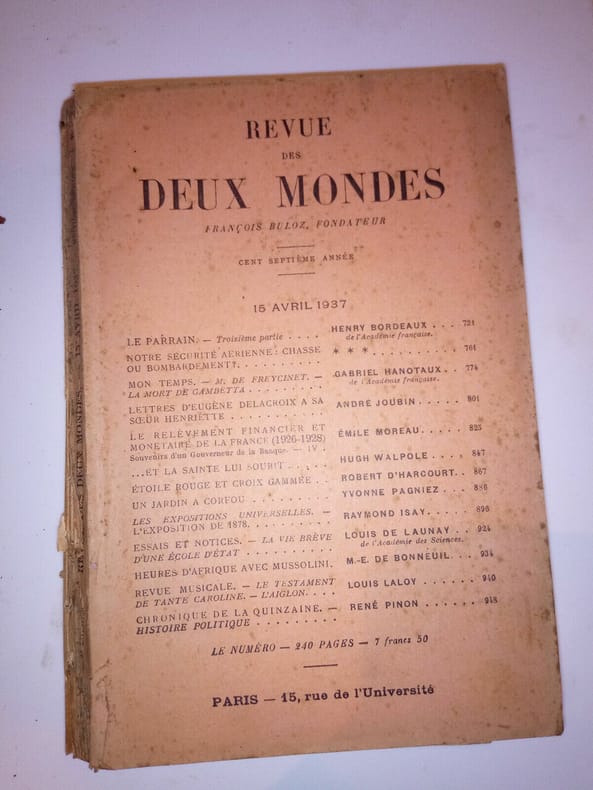 REVUE
DES
DEUX MONDES
FRANÇOIS BULOZ, FONDATEUR
CENT SEPTIÈME ANNÉE
15 AVRIL 1937
LE PARRAIN. — Troisième partie . . . . HENRY BORDEAUX . . . 721
de l'Académie française.
NOTRE SÉCURITÉ AÉRIENNE : CHASSE
OU BOMBARDEMENT?. . . . . . . . . . * * * . . . . . . . . . . 761
MON TEMPS. — M. DE FREYCINET. —
LA MORT DE GAMBETTA . . . . . . . . . GABRIEL HANOTAUX . . 774
de l'Académie française.
LETTRES D'EUGÈNE DELACROIX A SA
SŒUR HENRIETTE . . . . . . . . . . . ANDRÉ JOUBIN. . . . . 801
LE RELÈVEMENT FINANCIER ET
MONÉTAIRE DE LA FRANCE (1926-1928)
Souvenirs d'un Gouverneur de la Banque. — IV . ÉMILE MOREAU. . . . . 825
...ET LA SAINTE LUI SOURIT . . . . . HUGH WALPOLE . . . . 847
ÉTOILE ROUGE ET CROIX GAMMÉE . . ROBERT D'HARCOURT. . 867
UN JARDIN A CORFOU . . . . . . . . YVONNE PAGNIEZ . . . 886
LES EXPOSITIONS UNIVERSELLES. —
L'EXPOSITION DE 1878. . . . . . . . . RAYMOND ISAY. . . . . 896
ESSAIS ET NOTICES. — LA VIE BRÈVE
D'UNE ÉCOLE D'ÉTAT . . . . . . . . . . LOUIS DE LAUNAY . . 924
de l'Académie des Sciences.
HEURES D'AFRIQUE AVEC MUSSOLINI. M.-E. DE BONNEUIL. . . 934
REVUE MUSICALE. — LE TESTAMENT
DE TANTE CAROLINE. — L'AIGLON. . . . LOUIS LALOY . . . . . . 940
CHRONIQUE DE LA QUINZAINE. —
HISTOIRE POLITIQUE . . . . . . . . . RENÉ PINON . . . . . . 948
LE NUMÉRO — 240 PAGES — 7 francs 50
PARIS — 15, rue de l'Université